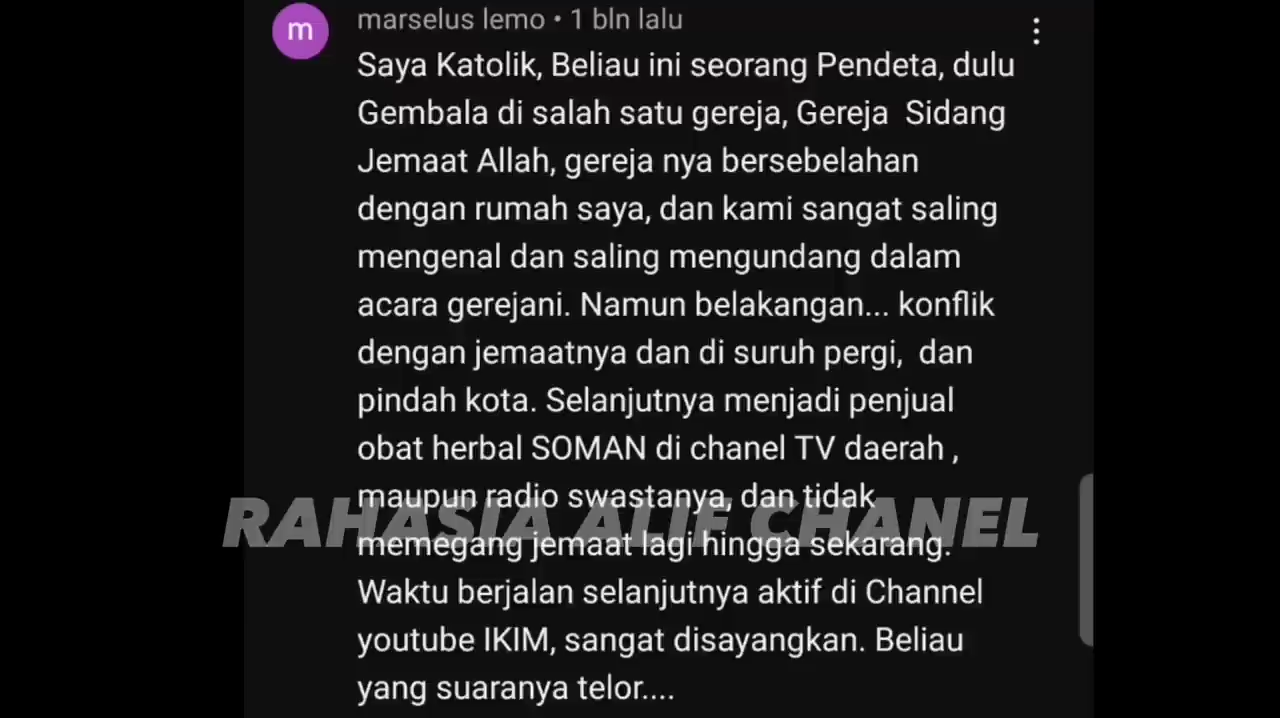 m
marselus lemo • 1 bln lalu
Saya Katolik, Beliau ini seorang Pendeta, dulu
Gembala di salah satu gereja, Gereja  Sidang
Jemaat Allah, gereja nya bersebelahan
dengan rumah saya, dan kami sangat saling
mengenal dan saling mengundang dalam
acara gerejani. Namun belakangan... konflik
dengan jemaatnya dan di suruh pergi,  dan
pindah kota. Selanjutnya menjadi penjual
obat herbal SOMAN di chanel TV daerah ,
maupun radio swastanya, dan tidak
RAHASIA ALIF CHANEL
memegang jemaat lagi hingga sekarang.
Waktu berjalan selanjutnya aktif di Channel
youtube IKIM, sangat disayangkan. Beliau
yang suaranya telor....